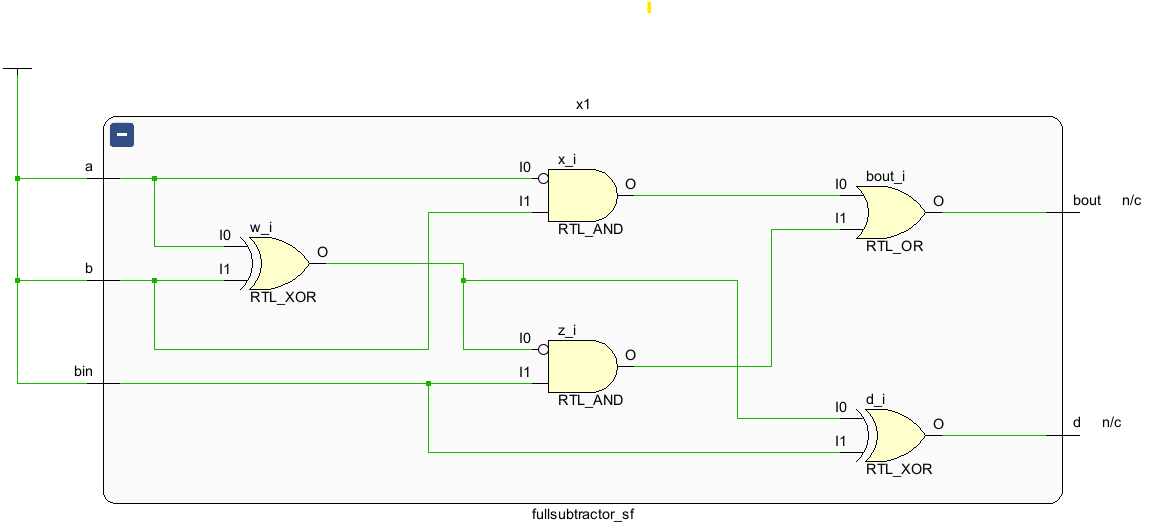 x1
a
I0
x_i
O
I1
RTL_AND
I0
bout_i
O
bout n/c
I1
RTL_OR
w_i
I0
O
b
I1
RTL_XOR
z_i
I0
O
bin
I1
RTL_AND
d_i
I0
O
d n/c
I1
RTL_XOR
fullsubtractor_sf